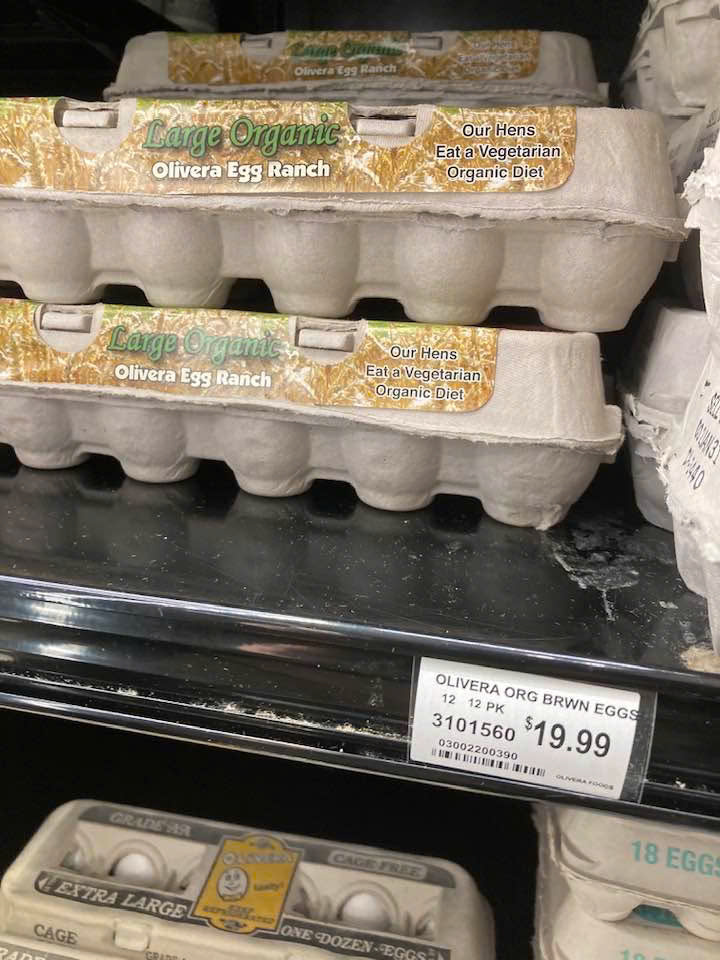 Olivera Egg Ranch
Large Organic
Olivera Egg Ranch
Our Hens
Eat a Vegetarian
Organic Diet
Large Organic
Olivera Egg Ranch
Our Hens
Eat a Vegetarian
Organic Diet
OLIVERA ORG BRWN EGGS
12 12 PK
3101560 $19.99
03002200390
OLIVERA FOODS
GRADE AA
CAGE FREE
EXTRA LARGE
ONE DOZEN EGGS
CAGE
18 EGGS